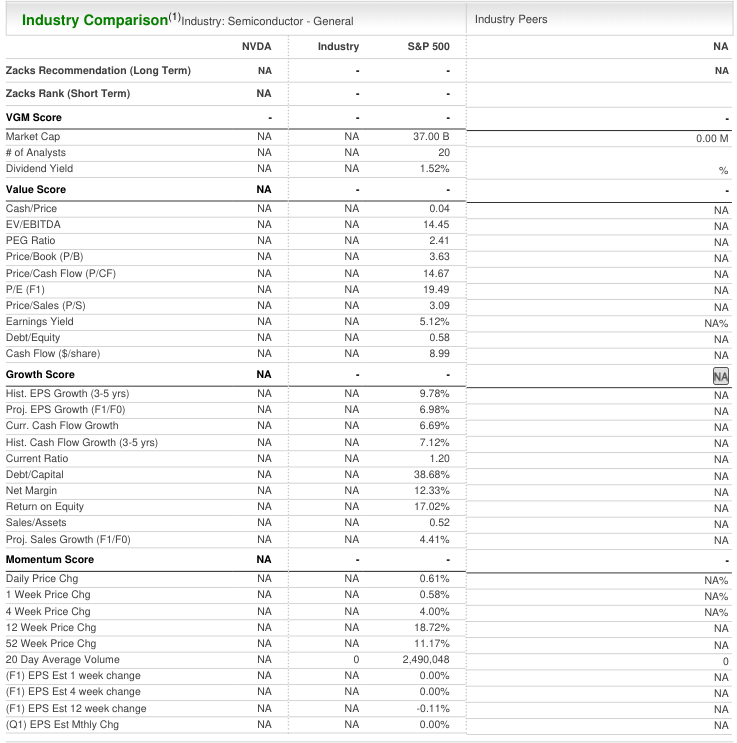 Industry Comparison(1)Industry: Semiconductor - General Industry Peers
NVDA Industry S&P 500 NA
Zacks Recommendation (Long Term) NA - - NA
Zacks Rank (Short Term) NA - -
VGM Score - - - -
Market Cap NA NA 37.00 B 0.00 M
# of Analysts NA NA 20
Dividend Yield NA NA 1.52% %
Value Score NA - - -
Cash/Price NA NA 0.04 NA
EV/EBITDA NA NA 14.45 NA
PEG Ratio NA NA 2.41 NA
Price/Book (P/B) NA NA 3.63 NA
Price/Cash Flow (P/CF) NA NA 14.67 NA
P/E (F1) NA NA 19.49 NA
Price/Sales (P/S) NA NA 3.09 NA
Earnings Yield NA NA 5.12% NA%
Debt/Equity NA NA 0.58 NA
Cash Flow ($/share) NA NA 8.99 NA
Growth Score NA - - NA
Hist. EPS Growth (3-5 yrs) NA NA 9.78% NA
Proj. EPS Growth (F1/F0) NA NA 6.98% NA
Curr. Cash Flow Growth NA NA 6.69% NA
Hist. Cash Flow Growth (3-5 yrs) NA NA 7.12% NA
Current Ratio NA NA 1.20 NA
Debt/Capital NA NA 38.68% NA
Net Margin NA NA 12.33% NA
Return on Equity NA NA 17.02% NA
Sales/Assets NA NA 0.52 NA
Proj. Sales Growth (F1/F0) NA NA 4.41% NA
Momentum Score NA - - -
Daily Price Chg NA NA 0.61% NA%
1 Week Price Chg NA NA 0.58% NA%
4 Week Price Chg NA NA 4.00% NA%
12 Week Price Chg NA NA 18.72% NA
52 Week Price Chg NA NA 11.17% NA
20 Day Average Volume NA 0 2,490,048 0
(F1) EPS Est 1 week change NA NA 0.00% NA
(F1) EPS Est 4 week change NA NA 0.00% NA
(F1) EPS Est 12 week change NA NA -0.11% NA
(Q1) EPS Est Mthly Chg NA NA 0.00% NA